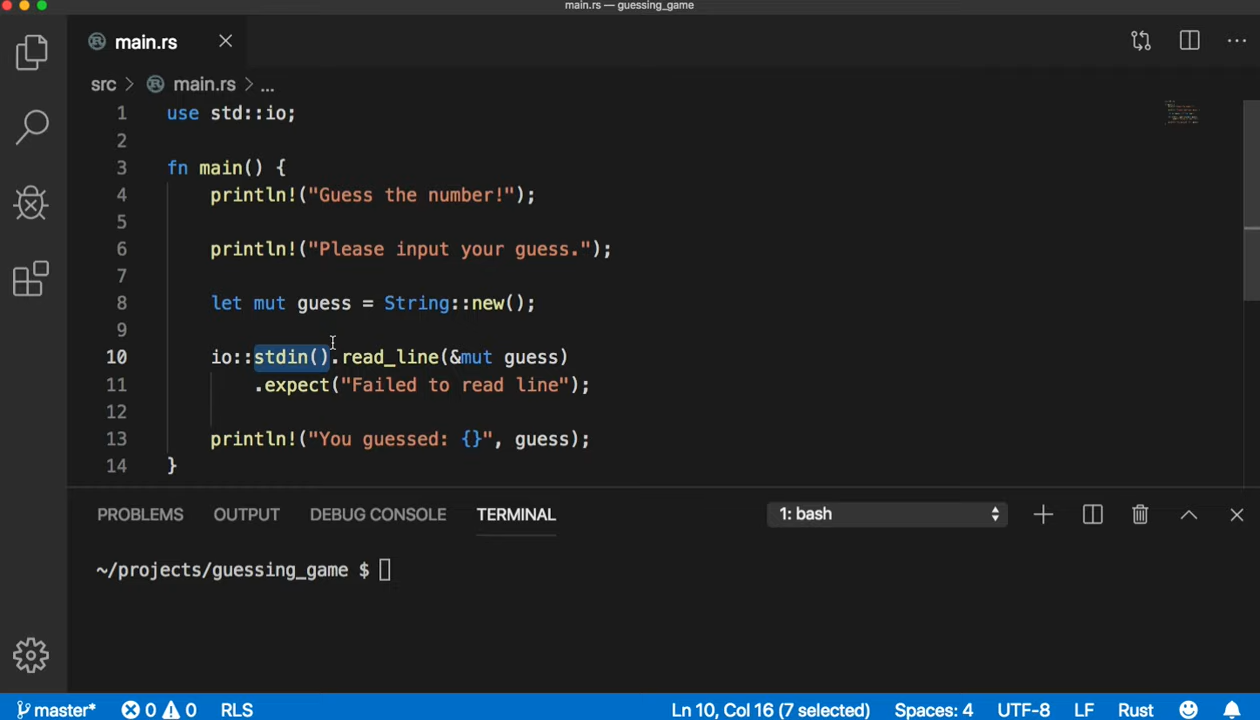 main.rs — guessing_game
main.rs
src > main.rs > ...
1 use std::io;
2
3 fn main() {
4 println!("Guess the number!");
5
6 println!("Please input your guess.");
7
8 let mut guess = String::new();
9
10 io::stdin().read_line(&mut guess)
11 .expect("Failed to read line");
12
13 println!("You guessed: {}", guess);
14 }
PROBLEMS OUTPUT DEBUG CONSOLE TERMINAL 1: bash
~/projects/guessing_game $
master* 0 0 RLS Ln 10, Col 16 (7 selected) Spaces: 4 UTF-8 LF Rust